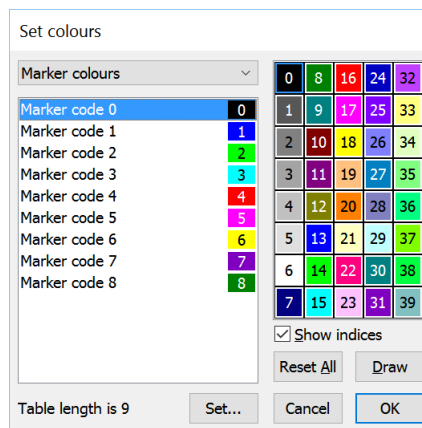 Set colours
Marker colours
Marker code 0 0
Marker code 1 1
Marker code 2 2
Marker code 3 3
Marker code 4 4
Marker code 5 5
Marker code 6 6
Marker code 7 7
Marker code 8 8
0 8 16 24 32
1 9 17 25 33
2 10 18 26 34
3 11 19 27 35
4 12 20 28 36
5 13 21 29 37
6 14 22 30 38
7 15 23 31 39
Show indices
Reset All Draw
Table length is 9 Set... Cancel OK